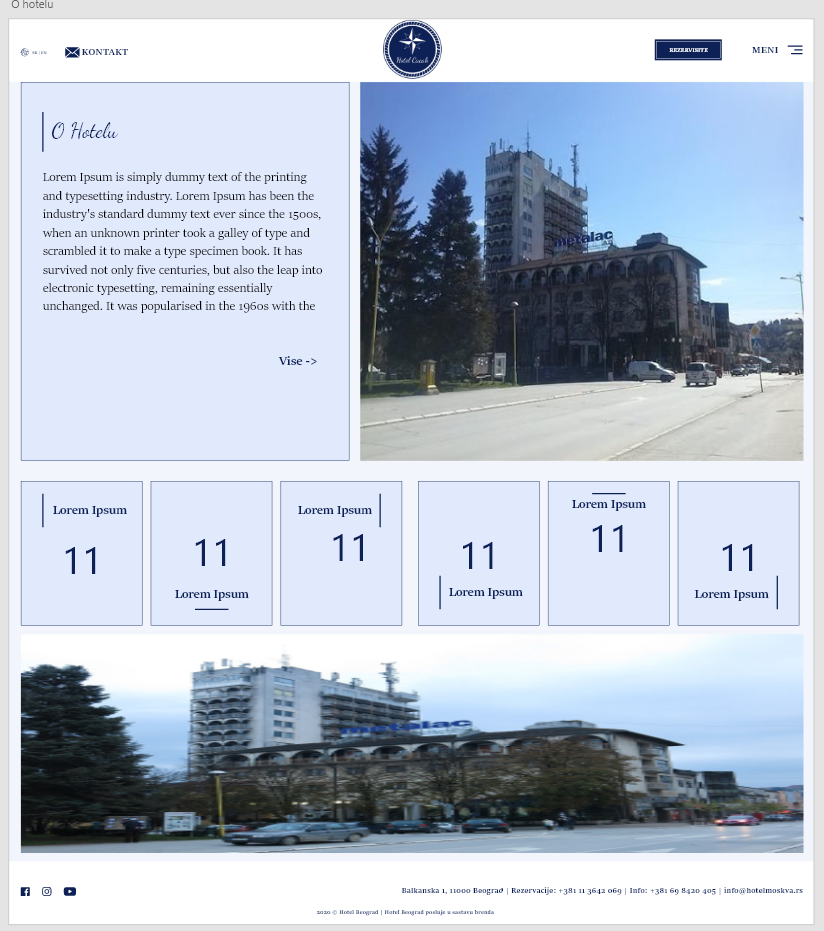 O hotelu
SR | EN
KONTAKT
Hotel Cacak
REZERVISITE
MENI
O Hotelu
Lorem Ipsum is simply dummy text of the printing
and typesetting industry. Lorem Ipsum has been the
industry's standard dummy text ever since the 1500s,
when an unknown printer took a galley of type and
scrambled it to make a type specimen book. It has
survived not only five centuries, but also the leap into
electronic typesetting, remaining essentially
unchanged. It was popularised in the 1960s with the
Vise ->
metalac
Lorem Ipsum
11
11
Lorem Ipsum
Lorem Ipsum
11
11
Lorem Ipsum
Lorem Ipsum
11
11
Lorem Ipsum
metalac
Balkanska 1, 11000 Beograd | Rezervacije: +381 11 3642 069 | Info: +381 69 8420 405 | info@hotelmoskva.rs
2020 © Hotel Beograd | Hotel Beograd posluje u sastavu brenda